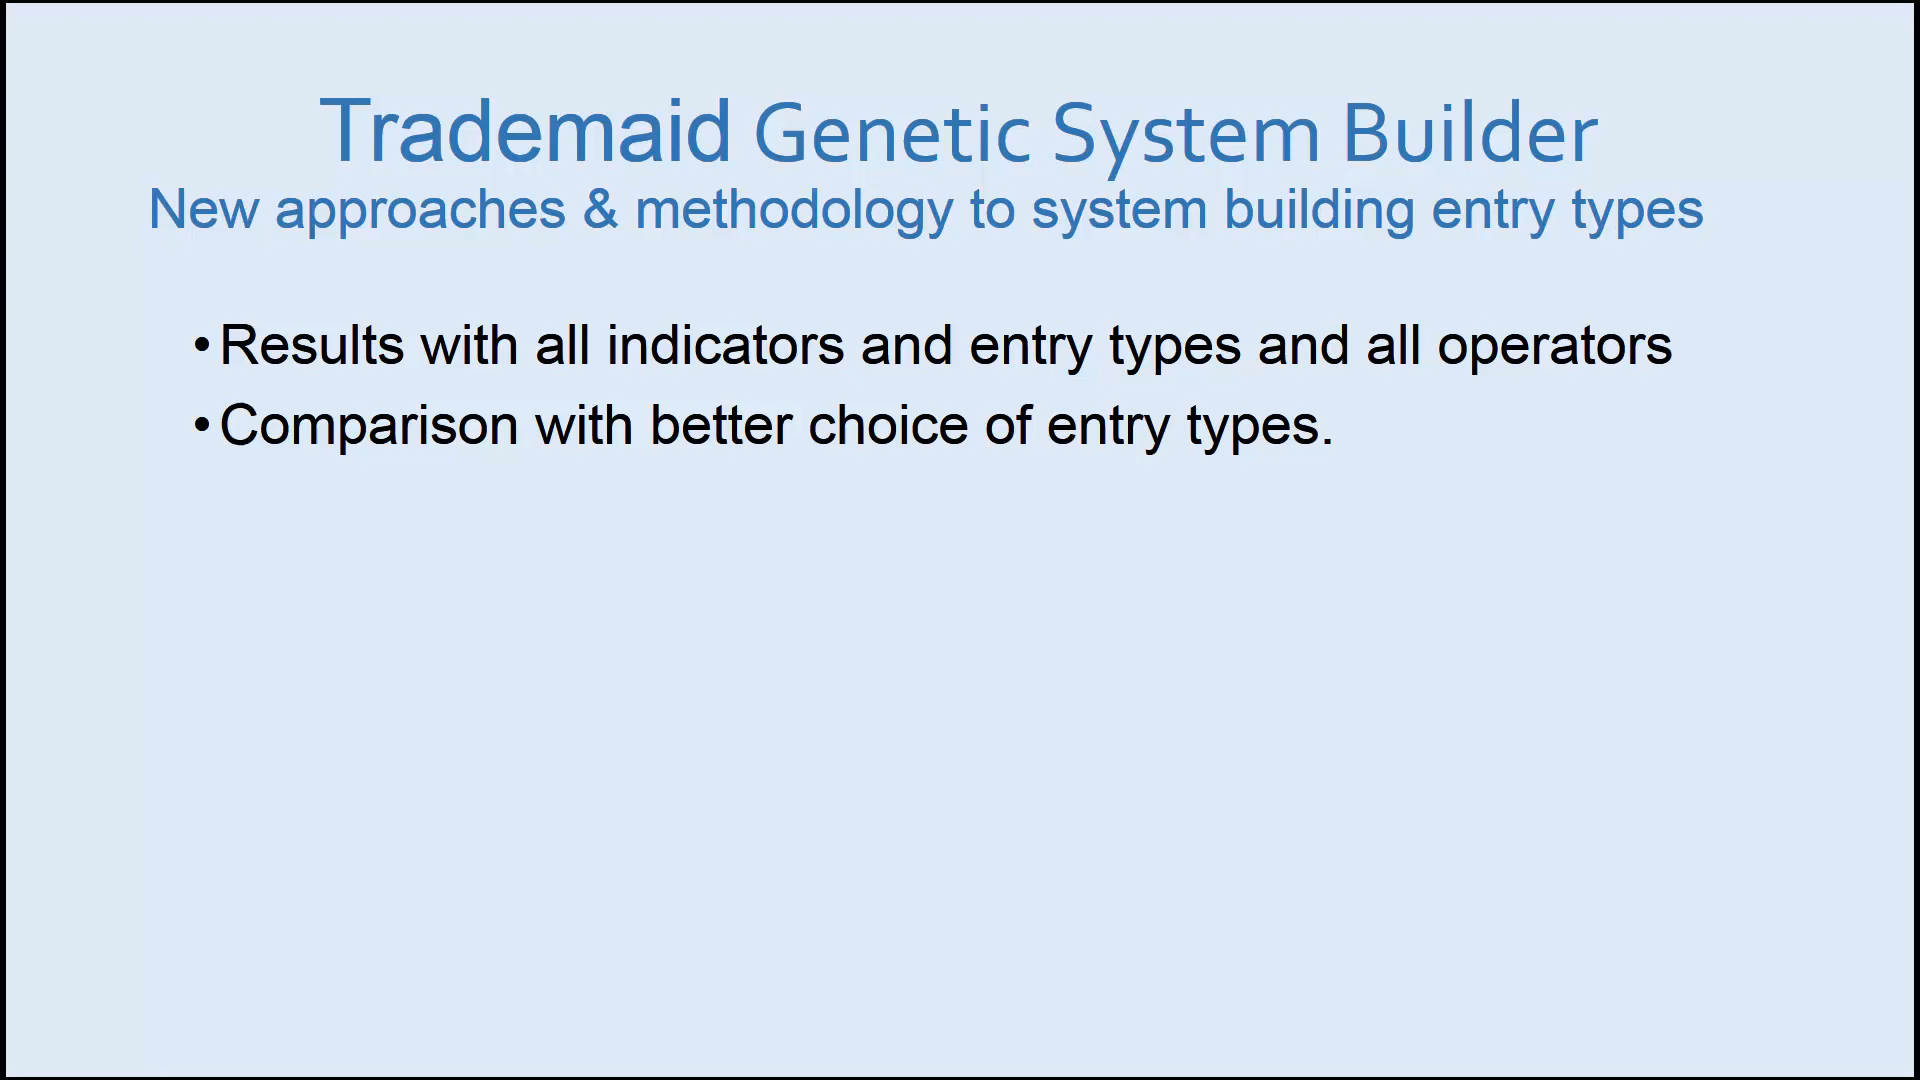 Trademaid Genetic System Builder
New approaches & methodology to system building entry types
•Results with all indicators and entry types and all operators
•Comparison with better choice of entry types.